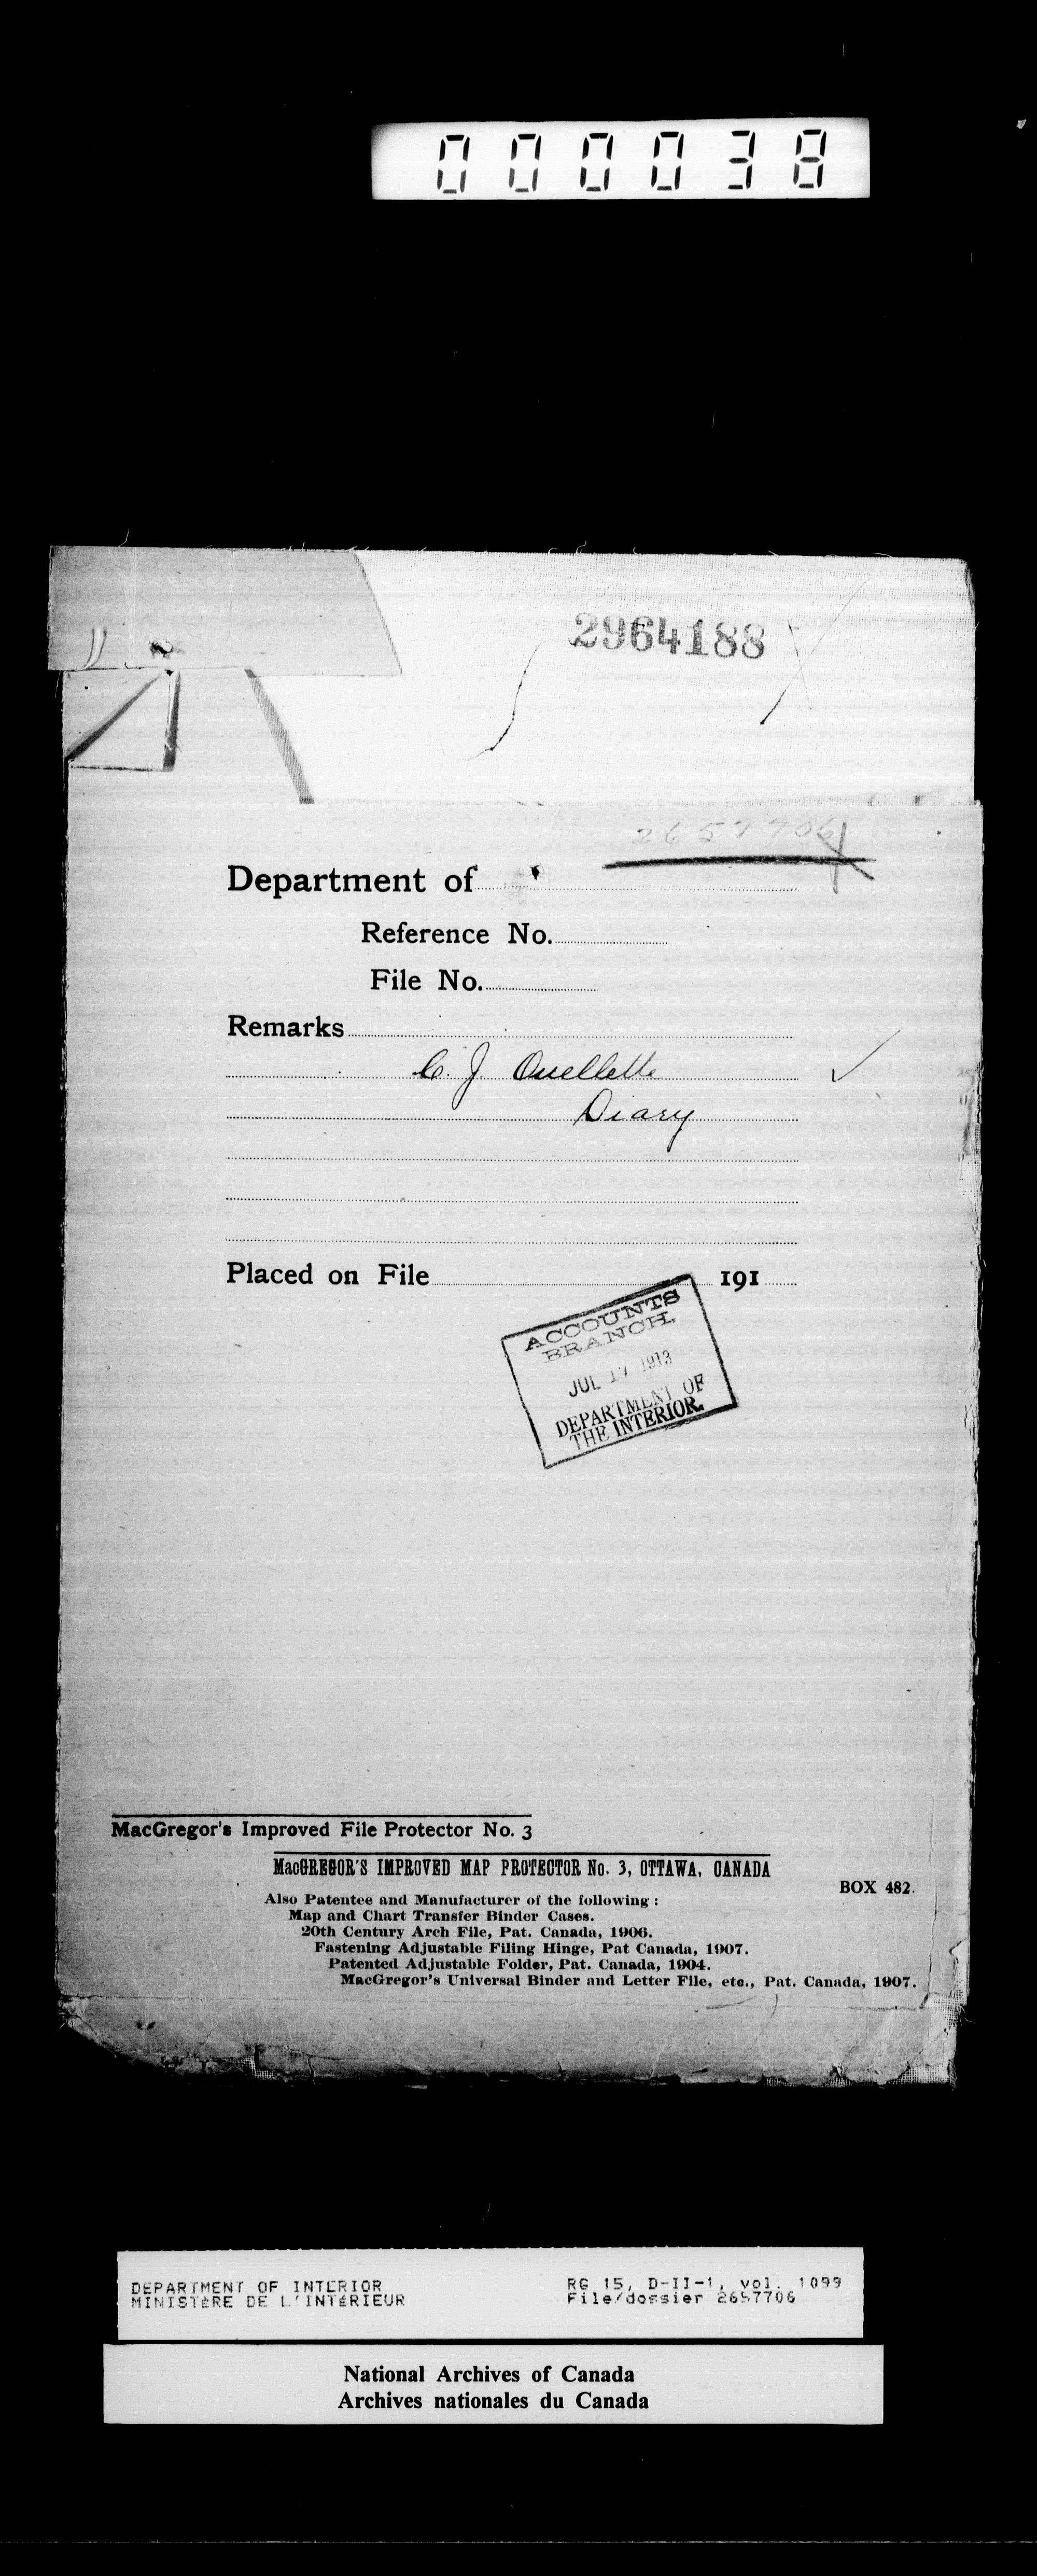 000038
2964188
2657706
Department of
Reference No.
File No.
Remarks
C. J. Ouellette
Diary
Placed on File 191
ACCOUNTS
BRANCH.
JUL 17 1913
DEPARTMENT OF
THE INTERIOR.
MacGregor's Improved File Protector No. 3
MacGREGOR'S IMPROVED MAP PROTECTOR No. 3, OTTAWA, CANADA
BOX 482.
Also Patentee and Manufacturer of the following :
Map and Chart Transfer Binder Cases.
20th Century Arch File, Pat. Canada, 1906.
Fastening Adjustable Filing Hinge, Pat Canada, 1907.
Patented Adjustable Folder, Pat. Canada, 1904.
MacGregor's Universal Binder and Letter File, etc., Pat. Canada, 1907.
DEPARTMENT OF INTERIOR RG 15, D-II-1, vol. 1099
MINISTÈRE DE L'INTÉRIEUR File/dossier 2657706
National Archives of Canada
Archives nationales du Canada